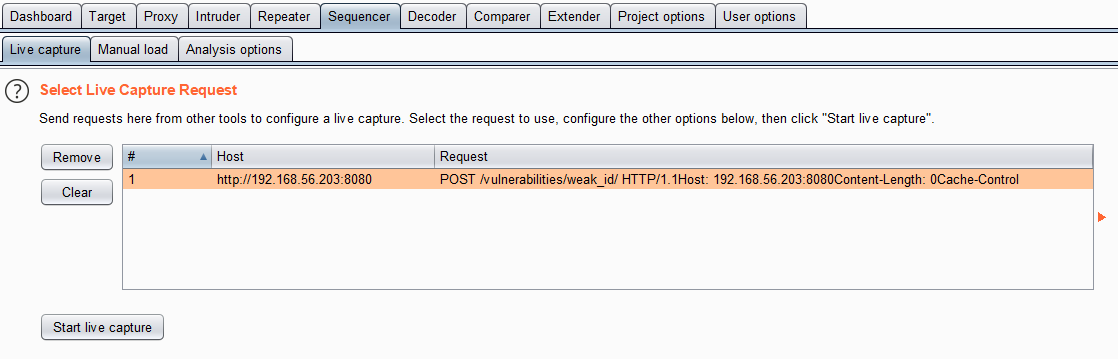 Dashboard Target Proxy Intruder Repeater Sequencer Decoder Comparer Extender Project options User options
Live capture Manual load Analysis options
? Select Live Capture Request
Send requests here from other tools to configure a live capture. Select the request to use, configure the other options below, then click "Start live capture".
Remove # Host Request
1 http://192.168.56.203:8080 POST /vulnerabilities/weak_id/ HTTP/1.1Host: 192.168.56.203:8080Content-Length: 0Cache-Control
Clear
Start live capture